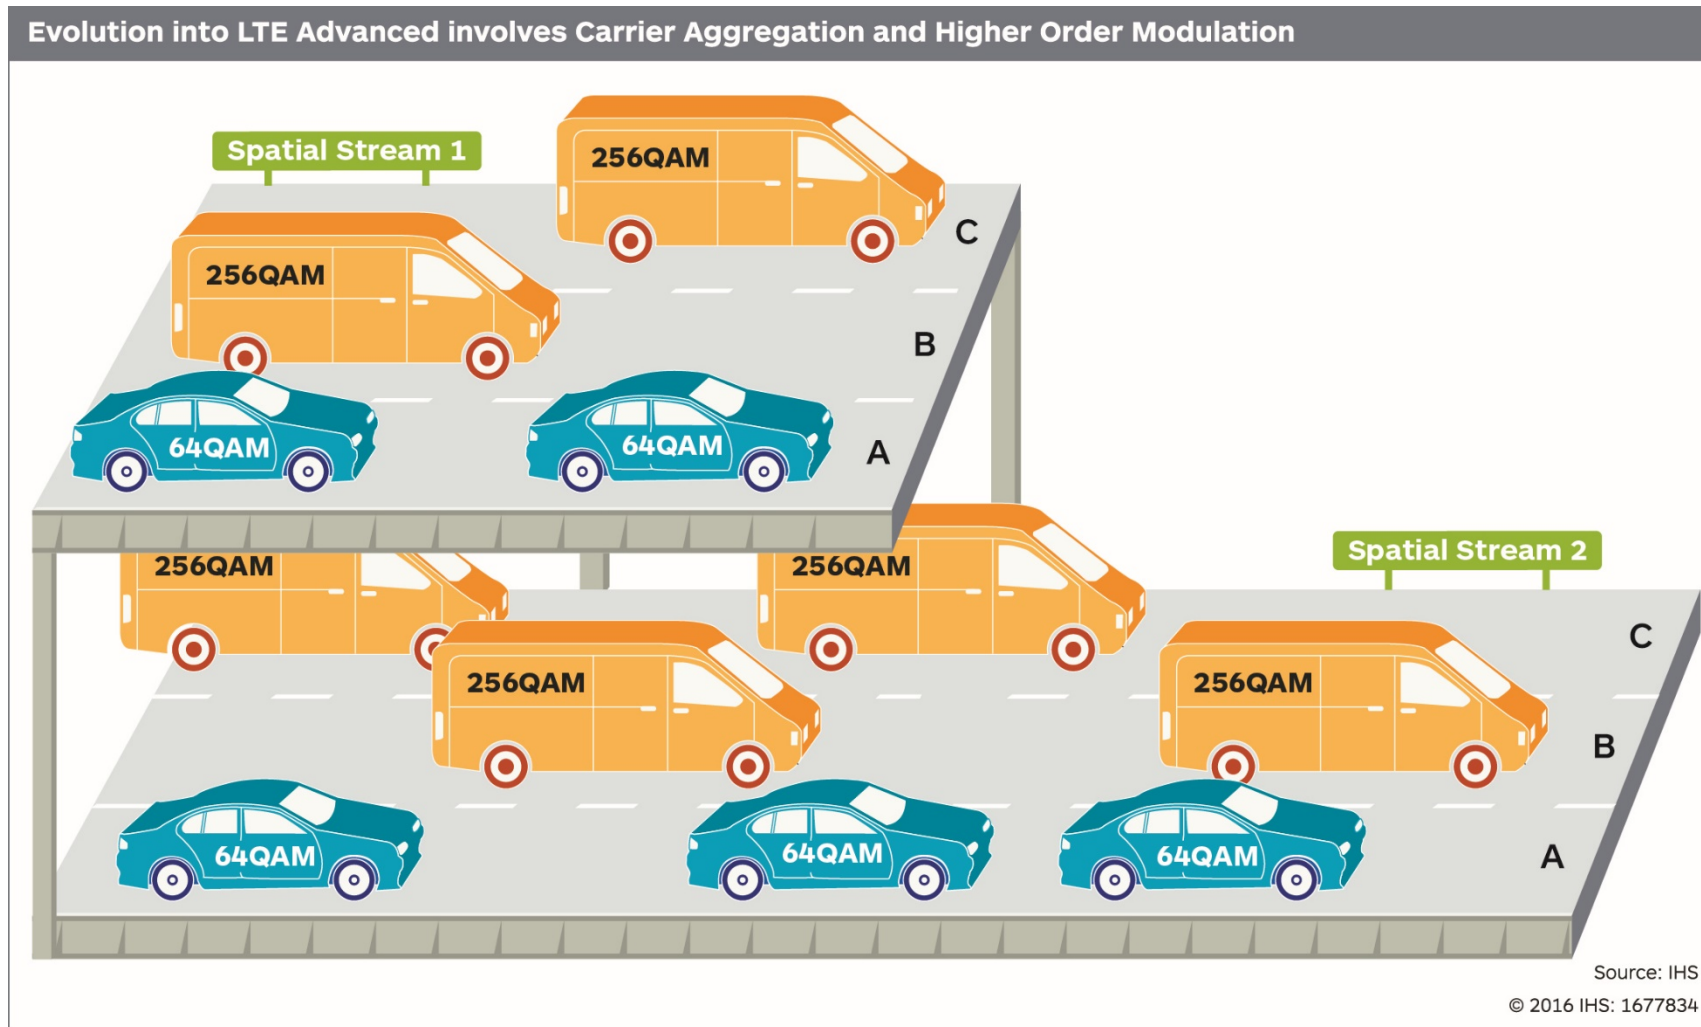 Evolution into LTE Advanced involves Carrier Aggregation and Higher Order Modulation
Spatial Stream 1
256QAM
C
256QAM
B
64QAM
64QAM
A
Spatial Stream 2
256QAM
256QAM
C
256QAM
256QAM
B
64QAM
64QAM
64QAM
A
Source: IHS
© 2016 IHS: 1677834